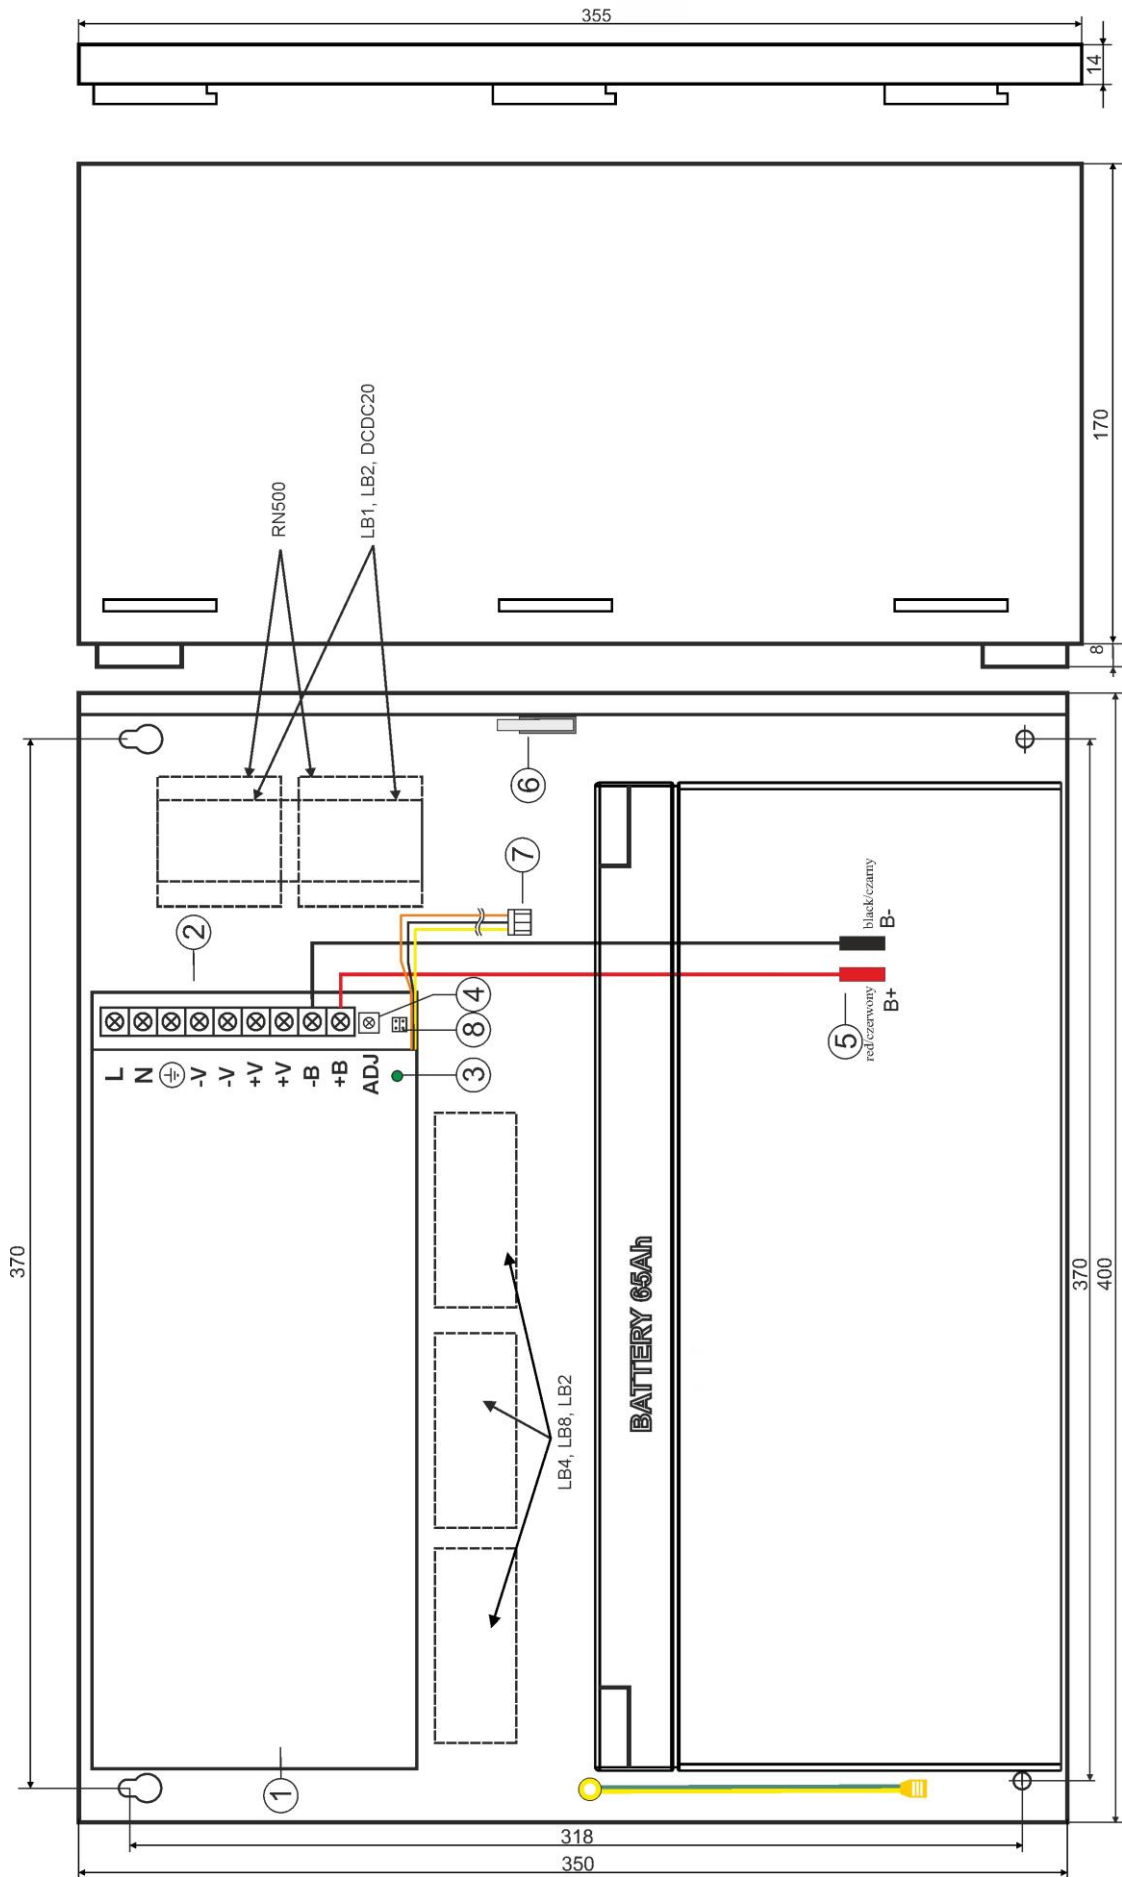 355
14
170
8
RN500
LB1, LB2, DCDC20
6
7
2
4
8
3
L
N
-V
-V
+V
+V
-B
+B
ADJ
black/czarny
B-
red/czerwony
B+
5
370
370
400
BATTERY 65Ah
LB4, LB8, LB2
1
318
350